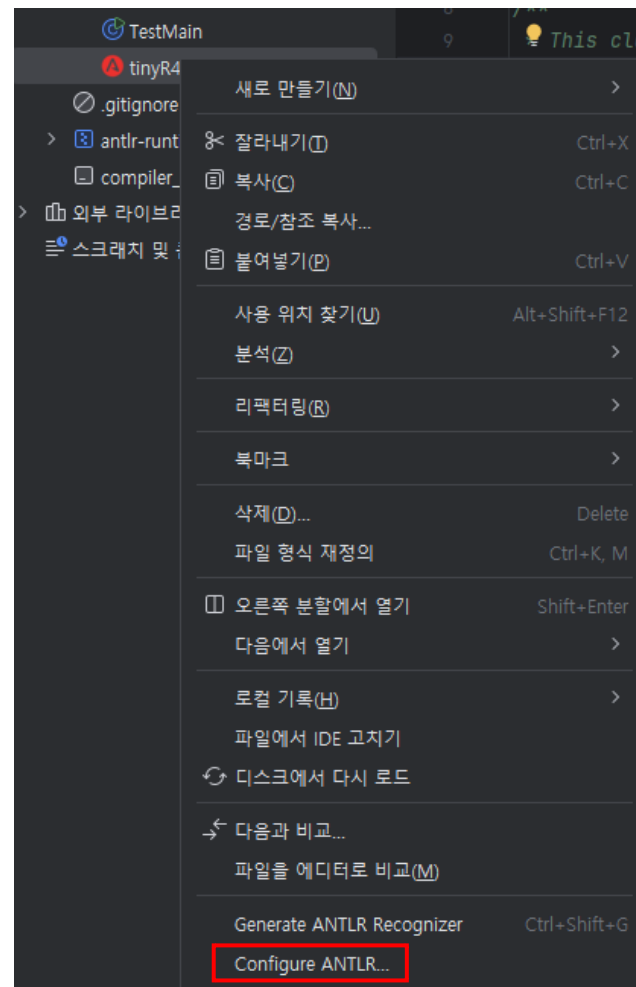 TestMain
8
/**
9
This cl
tinyR4
.gitignore
antlr-runt
compiler_
외부 라이브러
스크래치 및
새로 만들기(N)
잘라내기(T) Ctrl+X
복사(C) Ctrl+C
경로/참조 복사...
붙여넣기(P) Ctrl+V
사용 위치 찾기(U) Alt+Shift+F12
분석(Z)
리팩터링(R)
북마크
삭제(D)... Delete
파일 형식 재정의 Ctrl+K, M
오른쪽 분할에서 열기 Shift+Enter
다음에서 열기
로컬 기록(H)
파일에서 IDE 고치기
디스크에서 다시 로드
다음과 비교...
파일을 에디터로 비교(M)
Generate ANTLR Recognizer Ctrl+Shift+G
Configure ANTLR...